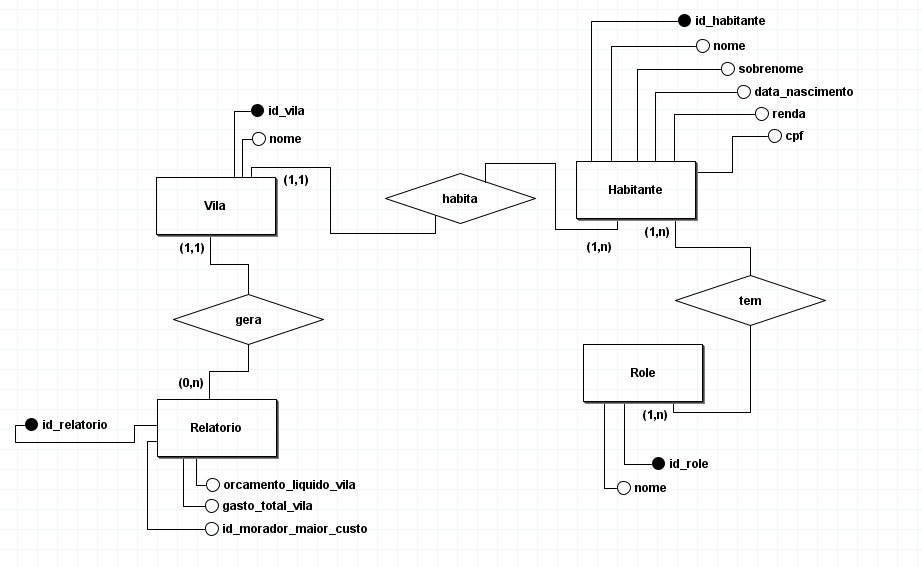 id_habitante
nome
sobrenome
data_nascimento
renda
cpf
id_vila
nome
(1,1)
Vila
habita
Habitante
(1,1)
(1,n)
(1,n)
gera
tem
(0,n)
Role
(1,n)
id_relatorio
Relatorio
id_role
nome
orcamento_liquido_vila
gasto_total_vila
id_morador_maior_custo